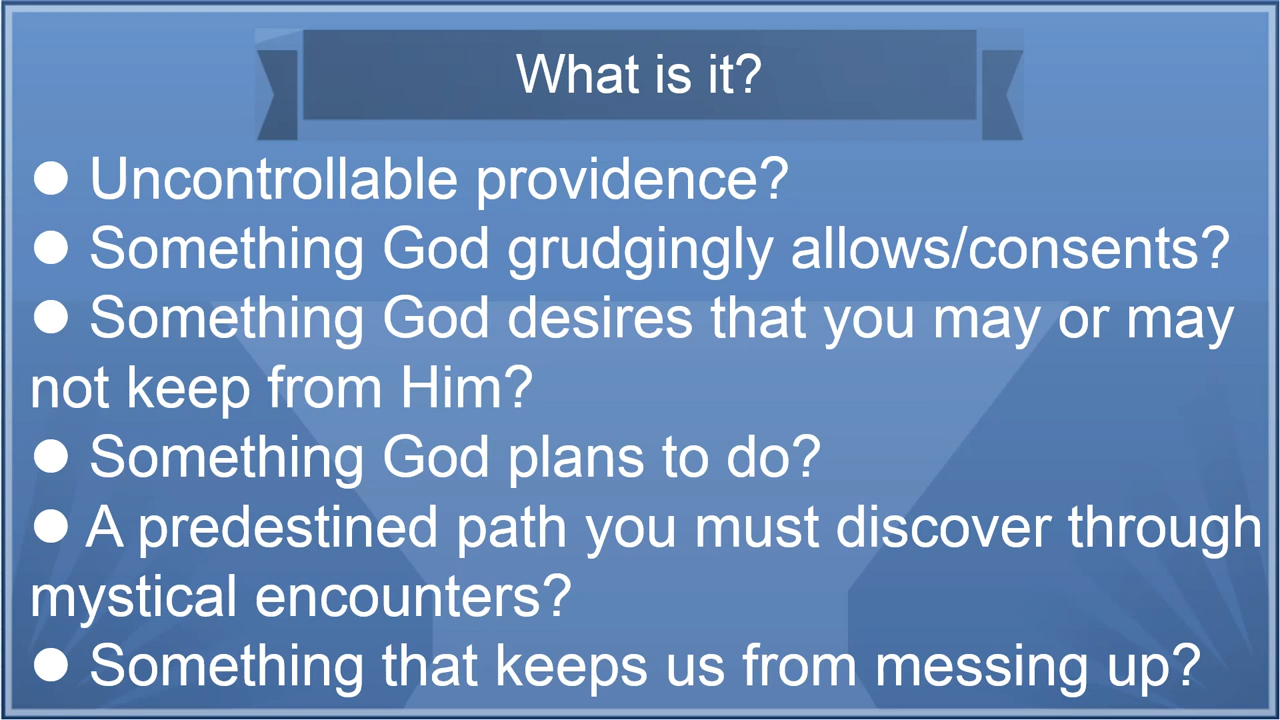 What is it?
● Uncontrollable providence?
● Something God grudgingly allows/consents?
● Something God desires that you may or may
not keep from Him?
● Something God plans to do?
● A predestined path you must discover through
mystical encounters?
● Something that keeps us from messing up?